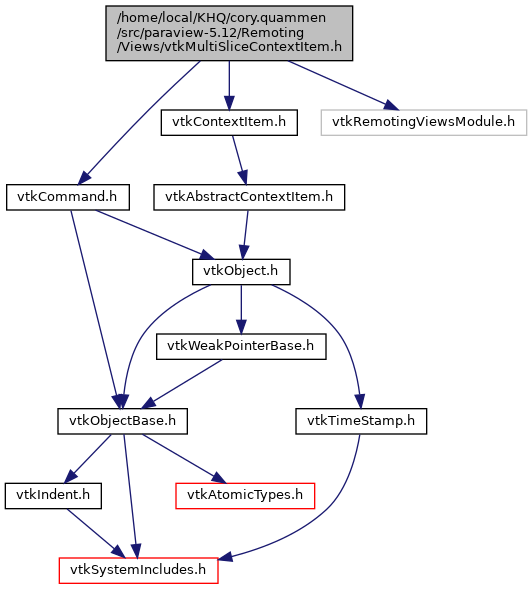 /home/local/KHQ/cory.quammen
/src/paraview-5.12/Remoting
/Views/vtkMultiSliceContextItem.h
vtkContextItem.h
vtkRemotingViewsModule.h
vtkCommand.h
vtkAbstractContextItem.h
vtkObject.h
vtkWeakPointerBase.h
vtkObjectBase.h
vtkTimeStamp.h
vtkIndent.h
vtkAtomicTypes.h
vtkSystemIncludes.h